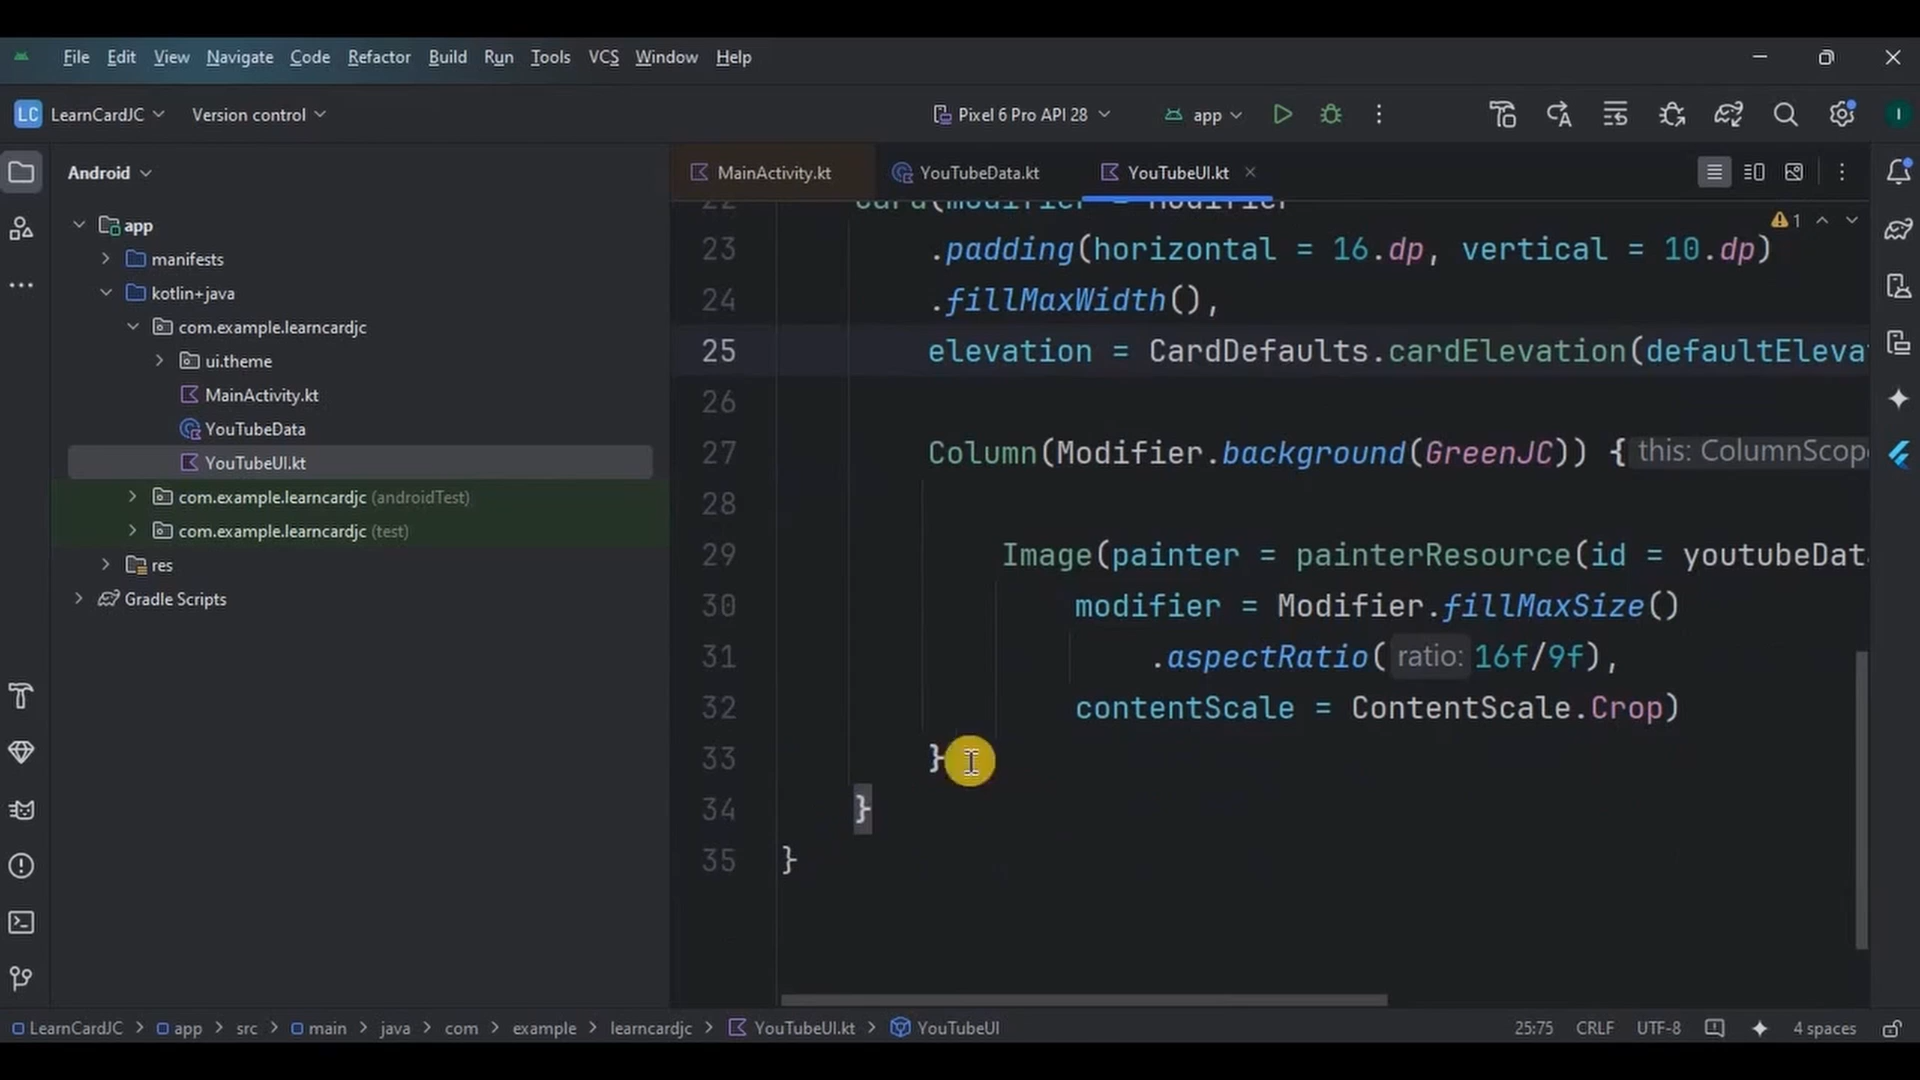 File Edit View Navigate Code Refactor Build Run Tools VCS Window Help
LC LearnCardJC Version control Pixel 6 Pro API 28 app I
Android
MainActivity.kt YouTubeData.kt YouTubeUI.kt
app
manifests
kotlin+java
com.example.learncardjc
ui.theme
MainActivity.kt
YouTubeData
YouTubeUI.kt
com.example.learncardjc (androidTest)
com.example.learncardjc (test)
res
Gradle Scripts
1
22 Card(modifier = Modifier
23 .padding(horizontal = 16.dp, vertical = 10.dp)
24 .fillMaxWidth(),
25 elevation = CardDefaults.cardElevation(defaultEleva
26
27 Column(Modifier.background(GreenJC)) { this: ColumnScop
28
29 Image(painter = painterResource(id = youtubeDat
30 modifier = Modifier.fillMaxSize()
31 .aspectRatio( ratio: 16f/9f),
32 contentScale = ContentScale.Crop)
33 }
34 }
35 }
LearnCardJC > app > src > main > java > com > example > learncardjc > YouTubeUI.kt > YouTubeUI 25:75 CRLF UTF-8 4 spaces